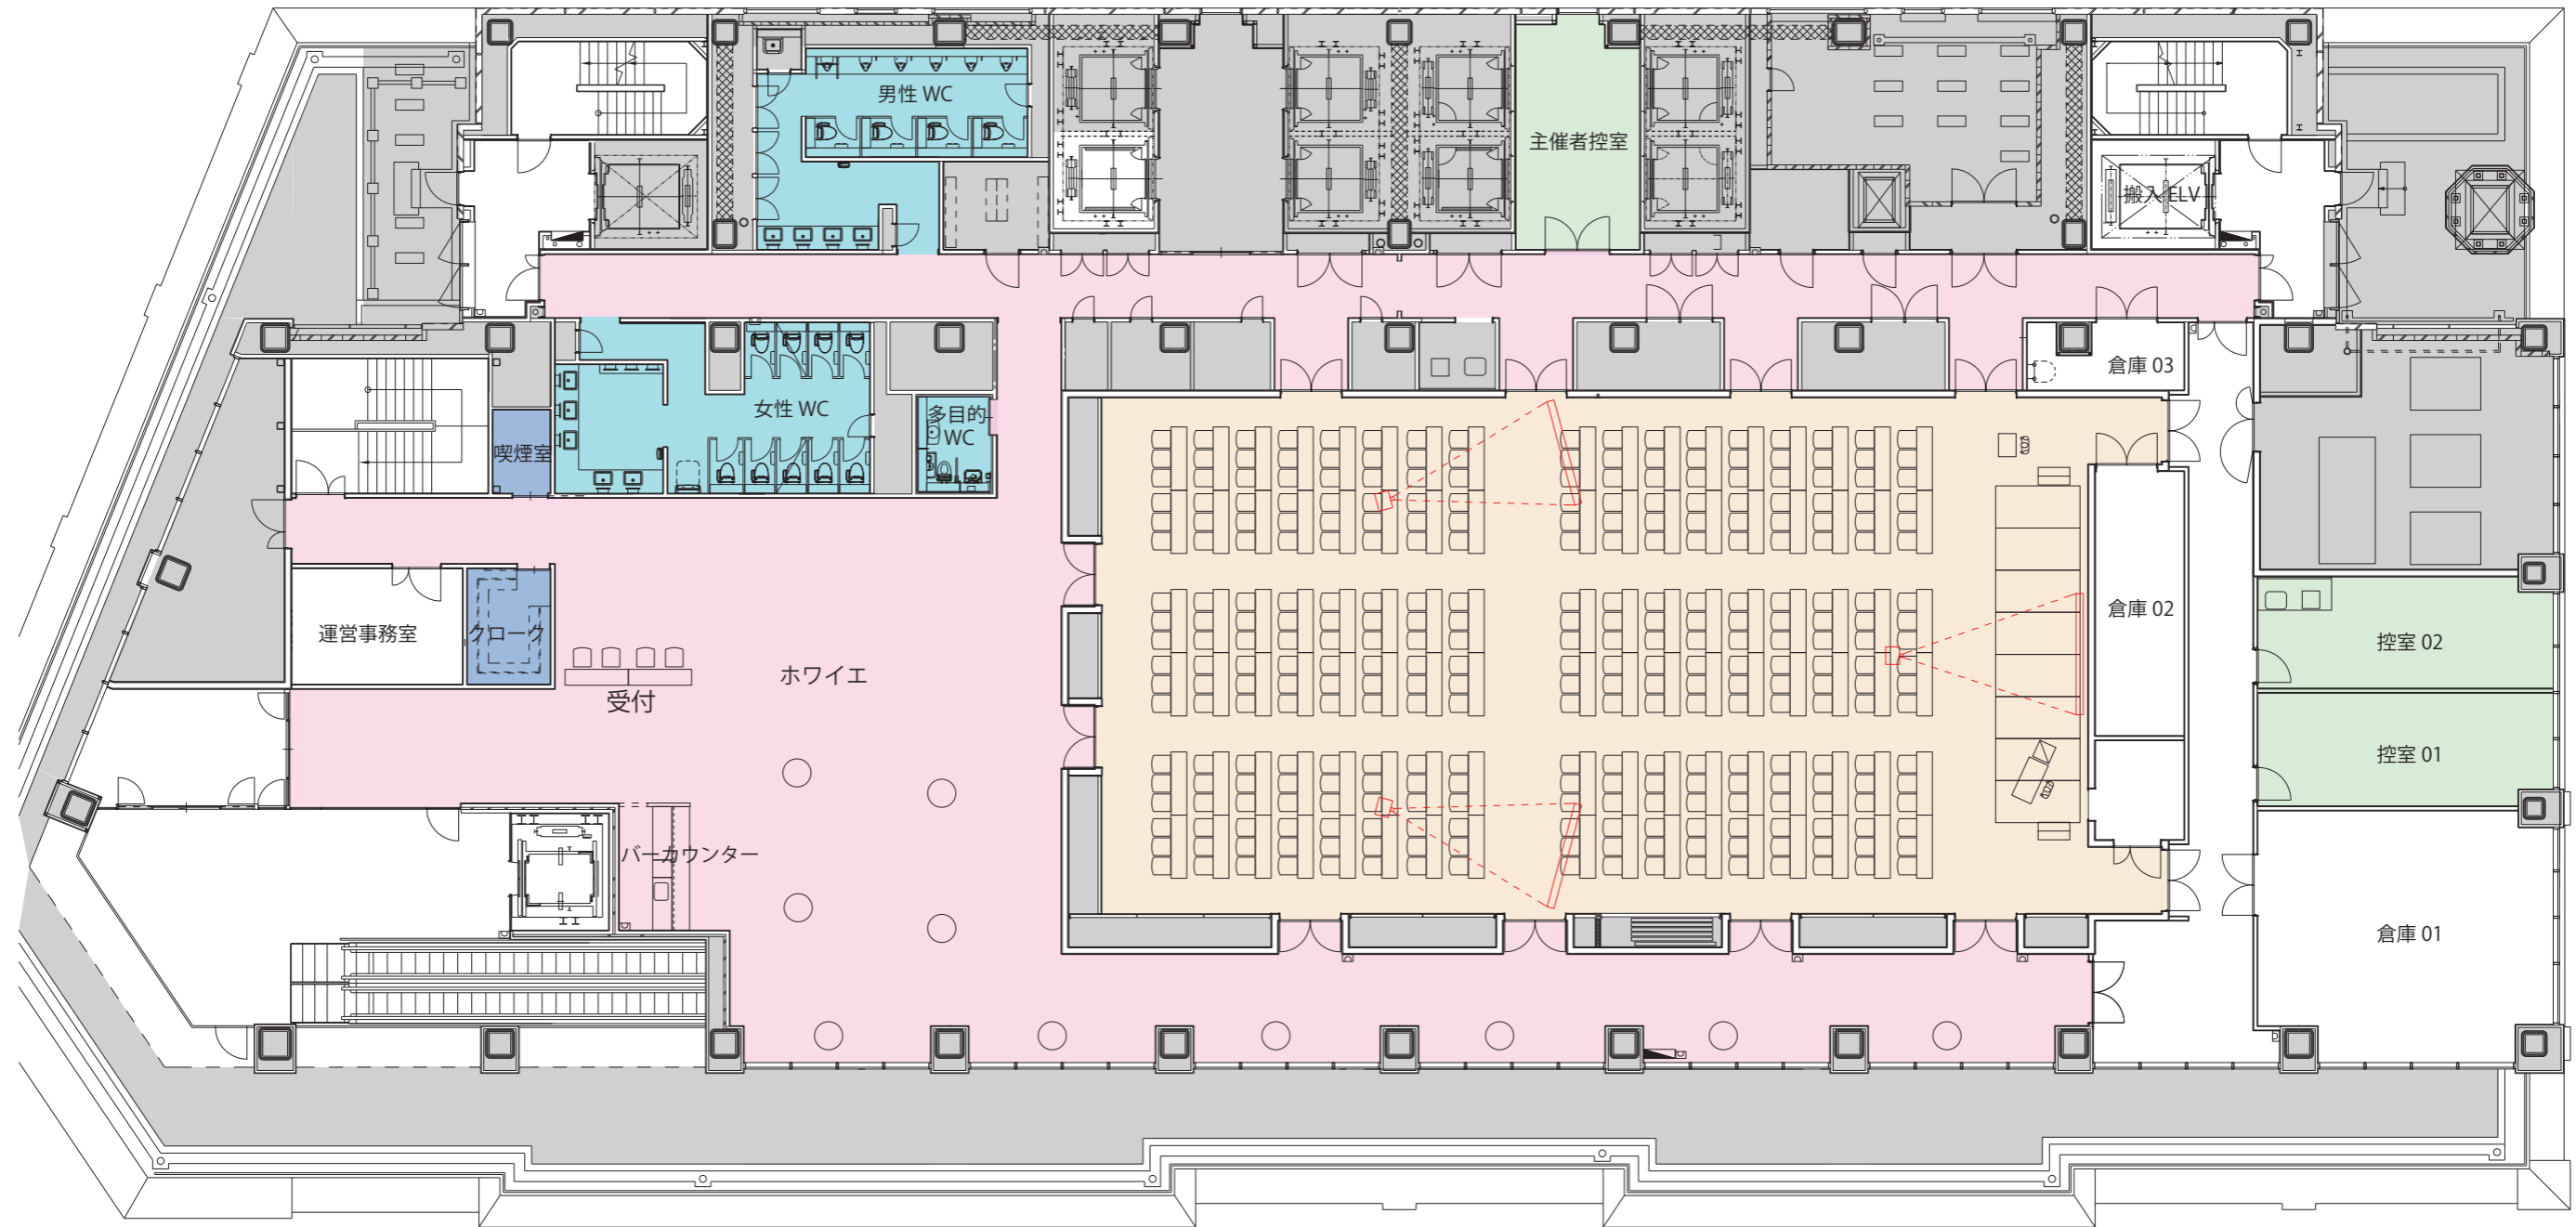 男性 WC
主催者控室
搬入 ELV
倉庫 03
女性 WC
多目的
WC
喫煙室
倉庫 02
運営事務室
クローク
控室 02
ホワイエ
受付
控室 01
バーカウンター
倉庫 01